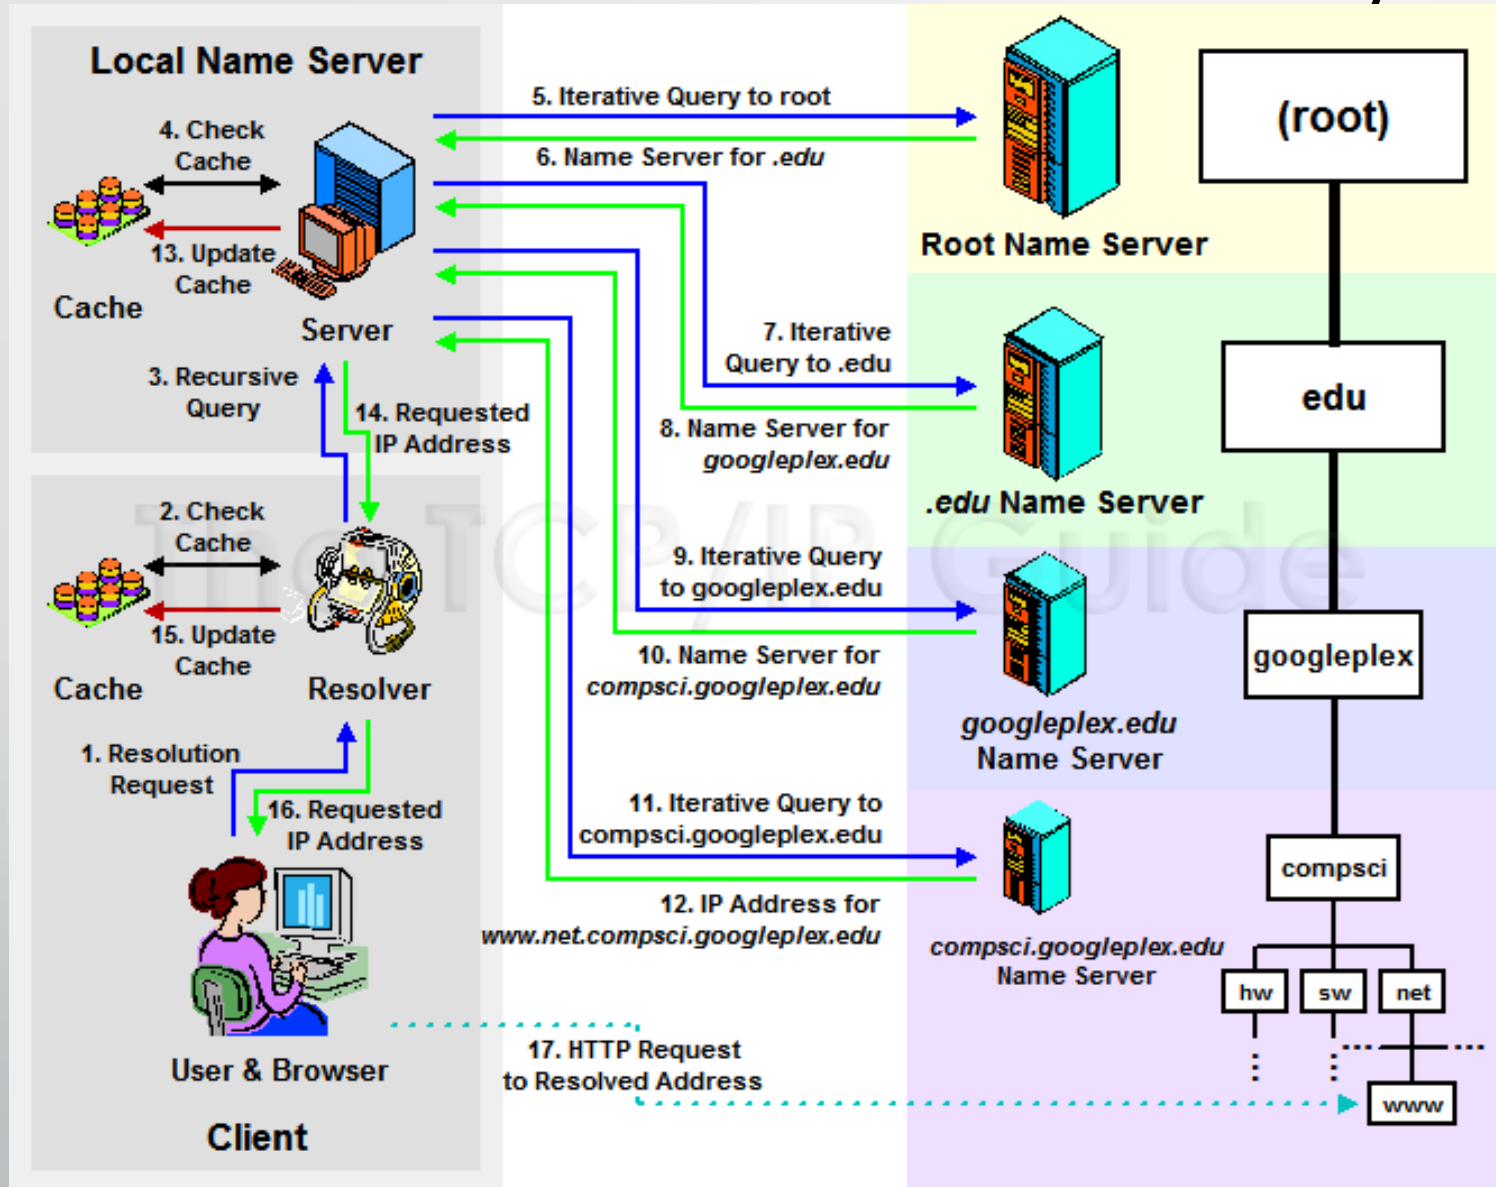 Local Name Server
4. Check
Cache
13. Update
Cache
Cache
Server
3. Recursive
Query
14. Requested
IP Address
2. Check
Cache
15. Update
Cache
Cache
Resolver
1. Resolution
Request
16. Requested
IP Address
User & Browser
Client
5. Iterative Query to root
6. Name Server for .edu
7. Iterative
Query to .edu
8. Name Server for
googleplex.edu
9. Iterative Query
to googleplex.edu
10. Name Server for
compsci.googleplex.edu
11. Iterative Query to
compsci.googleplex.edu
12. IP Address for
www.net.compsci.googleplex.edu
17. HTTP Request
to Resolved Address
The TCP/IP Guide
Root Name Server
.edu Name Server
googleplex.edu
Name Server
compsci.googleplex.edu
Name Server
(root)
edu
googleplex
compsci
hw sw net
www